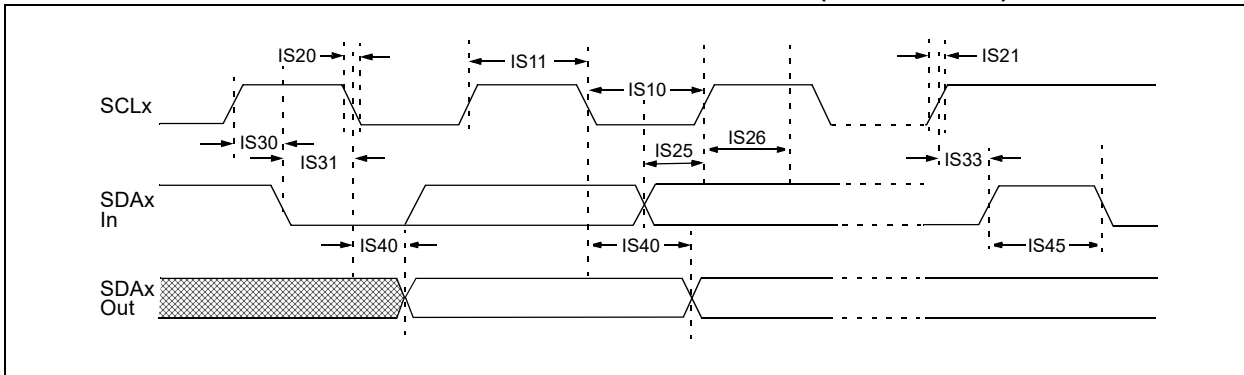 IS20
IS11
IS21
IS10
SCLx
IS30
IS25
IS26
IS31
IS33
SDAx
In
IS40
IS40
IS45
SDAx
Out